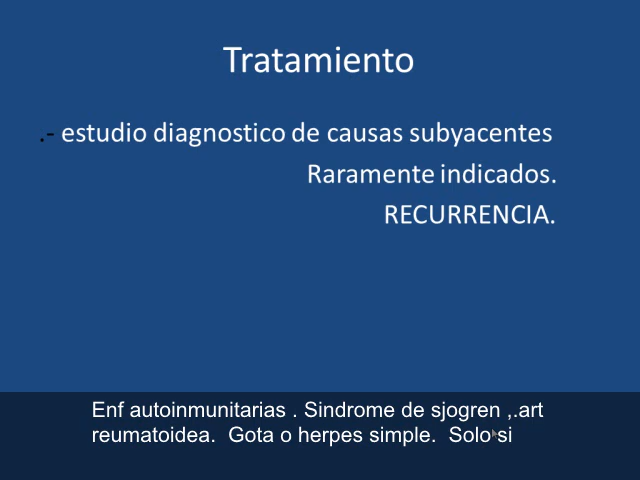 Tratamiento
.- estudio diagnostico de causas subyacentes
Raramente indicados.
RECURRENCIA.
Enf autoinmunitarias . Sindrome de sjogren ,.art
reumatoidea.  Gota o herpes simple.  Solo si